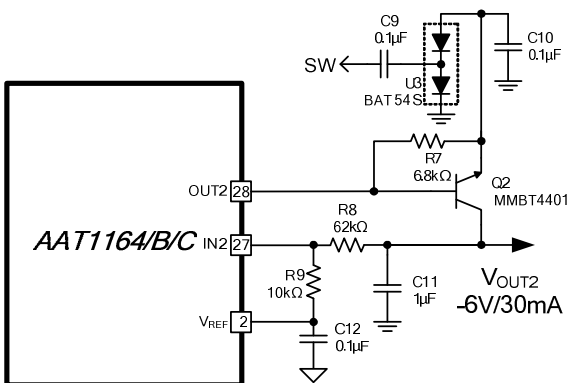 C9
0.1µF
C10
0.1µF
SW
U3
BAT54S
R7
6.8kΩ
OUT2 28
Q2
MMBT4401
R8
62kΩ
AAT1164/B/C
IN2 27
R9
10kΩ
C11
1µF
VOUT2
-6V/30mA
VREF 2
C12
0.1µF